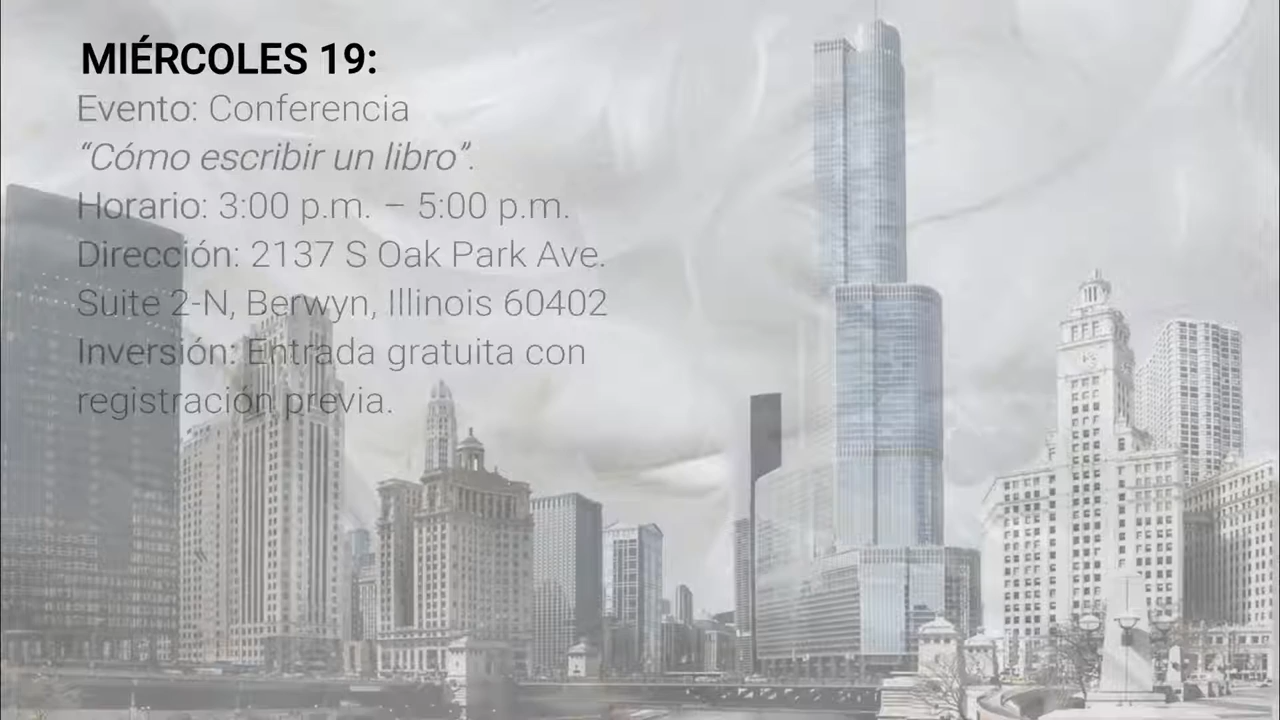 MIÉRCOLES 19:
Evento: Conferencia
“Cómo escribir un libro”.
Horario: 3:00 p.m. – 5:00 p.m.
Dirección: 2137 S Oak Park Ave.
Suite 2-N, Berwyn, Illinois 60402
Inversión: Entrada gratuita con
registración previa.